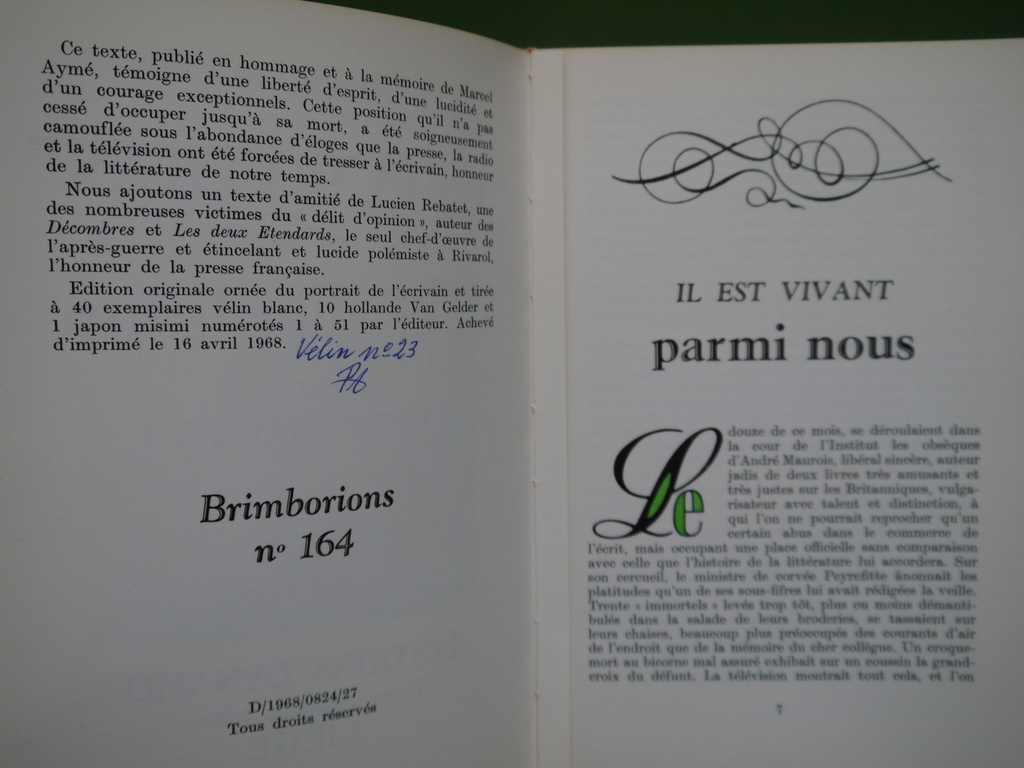 Ce texte, publié en hommage et à la mémoire de Marcel
Aymé, témoigne d'une liberté d'esprit, d'une lucidité et
d'un courage exceptionnels. Cette position qu'il n'a pas
cessé d'occuper jusqu'à sa mort, a été soigneusement
camouflée sous l'abondance d'éloges que la presse, la radio
et la télévision ont été forcées de tresser à l'écrivain, honneur
de la littérature de notre temps.
Nous ajoutons un texte d'amitié de Lucien Rebatet, une
des nombreuses victimes du « délit d'opinion », auteur des
Décombres et Les deux Etendards, le seul chef-d'œuvre de
l'après-guerre et étincelant et lucide polémiste à Rivarol,
l'honneur de la presse française.
Edition originale ornée du portrait de l'écrivain et tirée
à 40 exemplaires vélin blanc, 10 hollande Van Gelder et
1 japon misimi numérotés 1 à 51 par l'éditeur. Achevé
d'imprimé le 16 avril 1968. Vélin nº 23
Brimborions
nº 164
D/1968/0824/27
Tous droits réservés
IL EST VIVANT
parmi nous
Le douze de ce mois, se déroulaient dans
la cour de l'Institut les obsèques
d'André Maurois, libéral sincère, auteur
jadis de deux livres très amusants et
très justes sur les Britanniques, vulga-
risateur avec talent et distinction, à
qui l'on ne pourrait reprocher qu'un
certain abus dans le commerce de
l'écrit, mais occupant une place officielle sans comparaison
avec celle que l'histoire de la littérature lui accordera. Sur
son cercueil, le ministre de corvée Peyrefitte ânonnait les
platitudes qu'un de ses sous-fifres lui avait rédigées la veille.
Trente « immortels » levés trop tôt, plus ou moins démanti-
bulés dans la salade de leurs broderies, se tassaient sur
leurs chaises, beaucoup plus préoccupés des courants d'air
de l'endroit que de la mémoire du cher collègue. Un croque-
mort au bicorne mal assuré exhibait sur un coussin la grand-
croix du défunt. La télévision montrait tout cela, et l'on
7